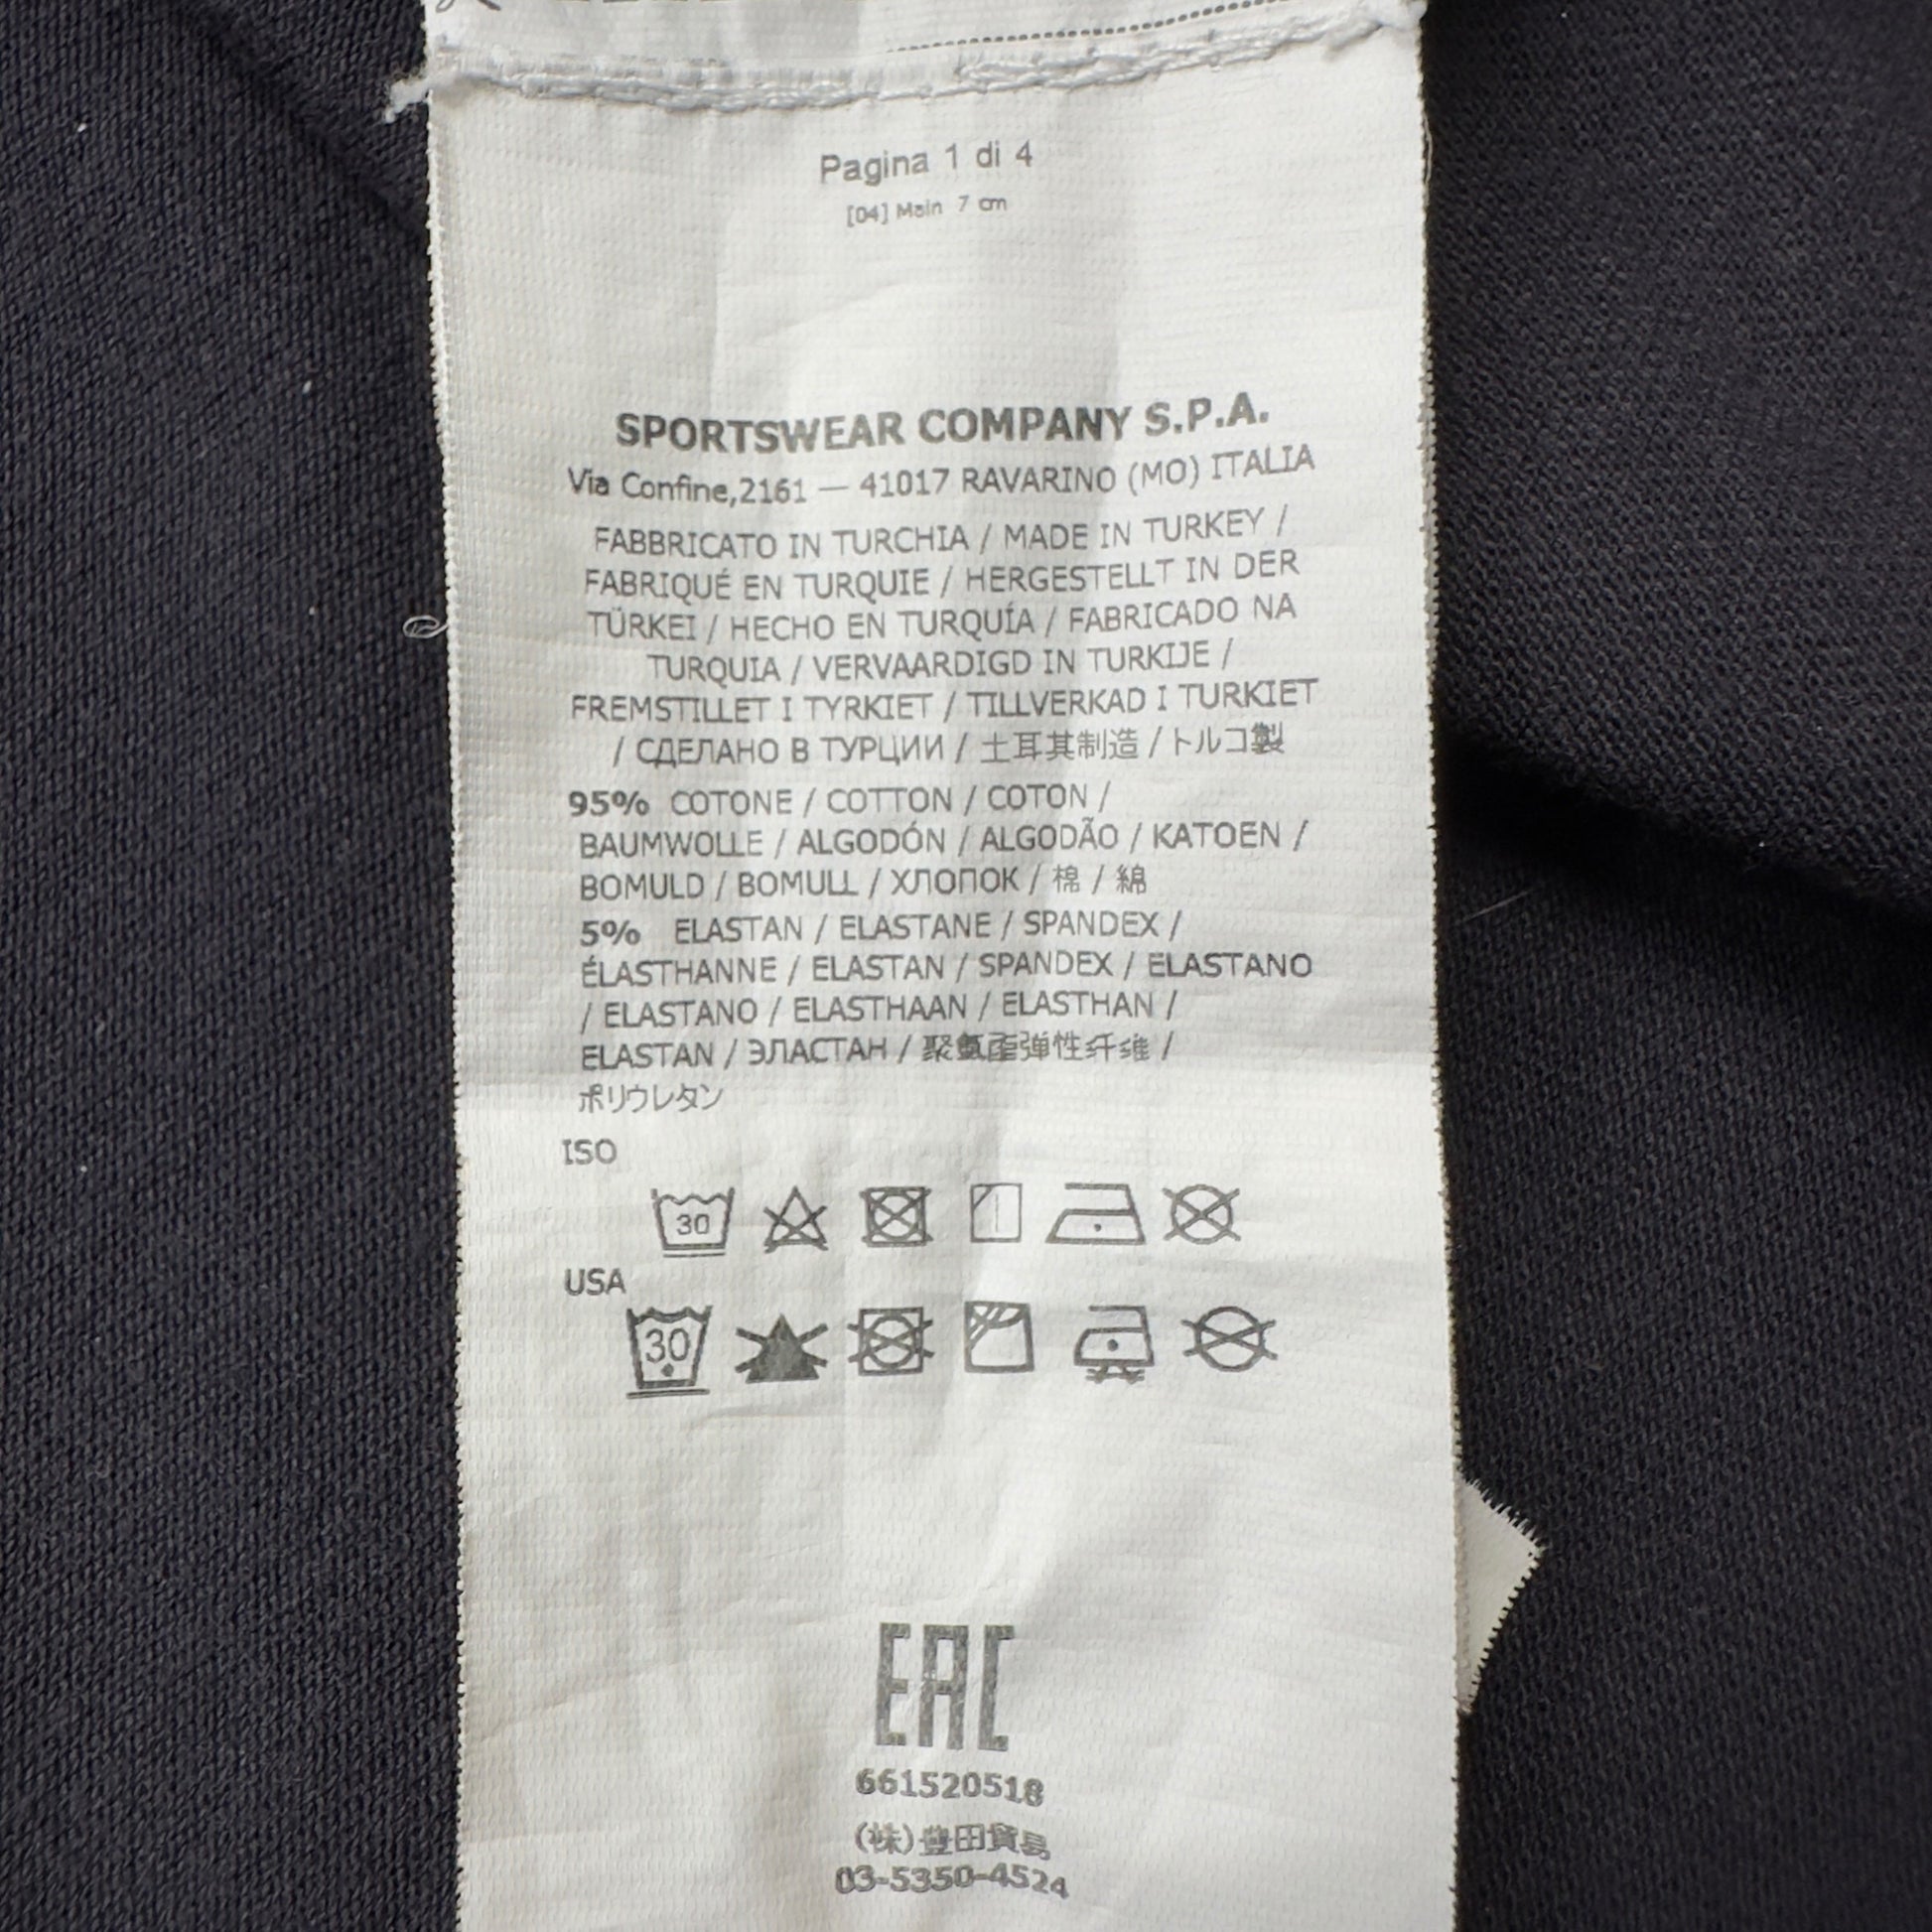 Pagina 1 di 4
[04] Main 7 cm
SPORTSWEAR COMPANY S.P.A.
Via Confine,2161 — 41017 RAVARINO (MO) ITALIA
FABBRICATO IN TURCHIA / MADE IN TURKEY /
FABRIQUÉ EN TURQUIE / HERGESTELLT IN DER
TÜRKEI / HECHO EN TURQUÍA / FABRICADO NA
TURQUIA / VERVAARDIGD IN TURKIJE /
FREMSTILLET I TYRKIET / TILLVERKAD I TURKIET
/ СДЕЛАНО В ТУРЦИИ / 土耳其制造 / トルコ製
95% COTONE / COTTON / COTON /
BAUMWOLLE / ALGODÓN / ALGODÃO / KATOEN /
BOMULD / BOMULL / ХЛОПОК / 棉 / 綿
5% ELASTAN / ELASTANE / SPANDEX /
ÉLASTHANNE / ELASTAN / SPANDEX / ELASTANO
/ ELASTANO / ELASTHAAN / ELASTHAN /
ELASTAN / ЭЛАСТАН / 聚氨酯弹性纤维 /
ポリウレタン
ISO
30
USA
30
EAC
661520518
(株)豊田貿易
03-5350-4524